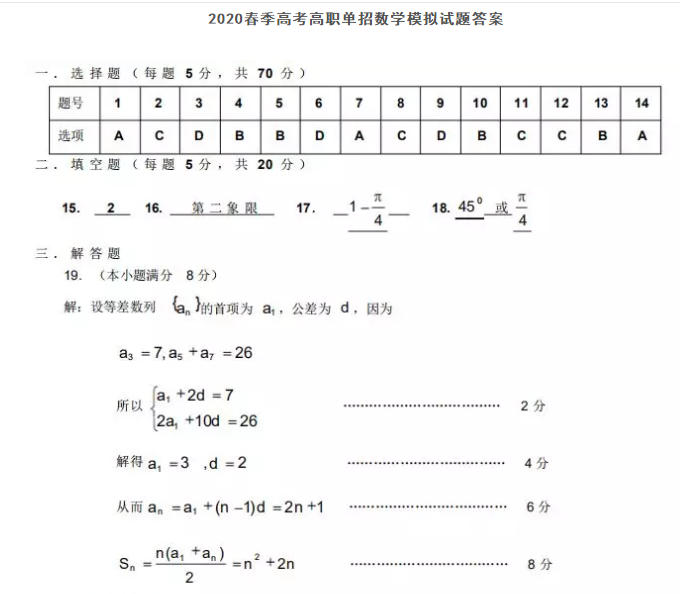 2020春季高考高职单招数学模拟试题答案
一．选择题（每题 5 分，共 70 分）
题号 1 2 3 4 5 6 7 8 9 10 11 12 13 14
选项 A C D B B D A C D B C C B A
二．填空题（每题 5 分，共 20 分）
15. 2 16. 第二象限 17. 1－π/4 18. 45⁰ 或 π/4
三．解答题
19. （本小题满分 8 分）
解：设等差数列 {aₙ}的首项为 a₁，公差为 d，因为
a₃ = 7, a₅ + a₇ = 26
所以 { a₁ + 2d = 7
2a₁ + 10d = 26 ………………………………… 2 分
解得 a₁ = 3 , d = 2 ………………………………… 4 分
从而 aₙ = a₁ + (n −1)d = 2n +1 ………………………………… 6 分
Sₙ = n(a₁ + aₙ)/2 = n² + 2n ………………………………… 8 分